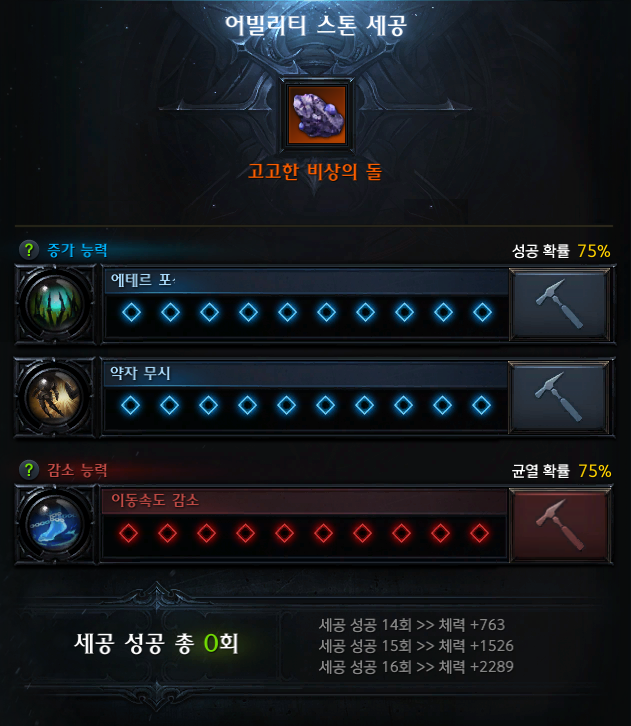 어빌리티 스톤 세공
고고한 비상의 돌
? 증가 능력 성공 확률 75%
에테르 포
약자 무시
? 감소 능력 균열 확률 75%
이동속도 감소
세공 성공 총 0회
세공 성공 14회 >> 체력 +763
세공 성공 15회 >> 체력 +1526
세공 성공 16회 >> 체력 +2289